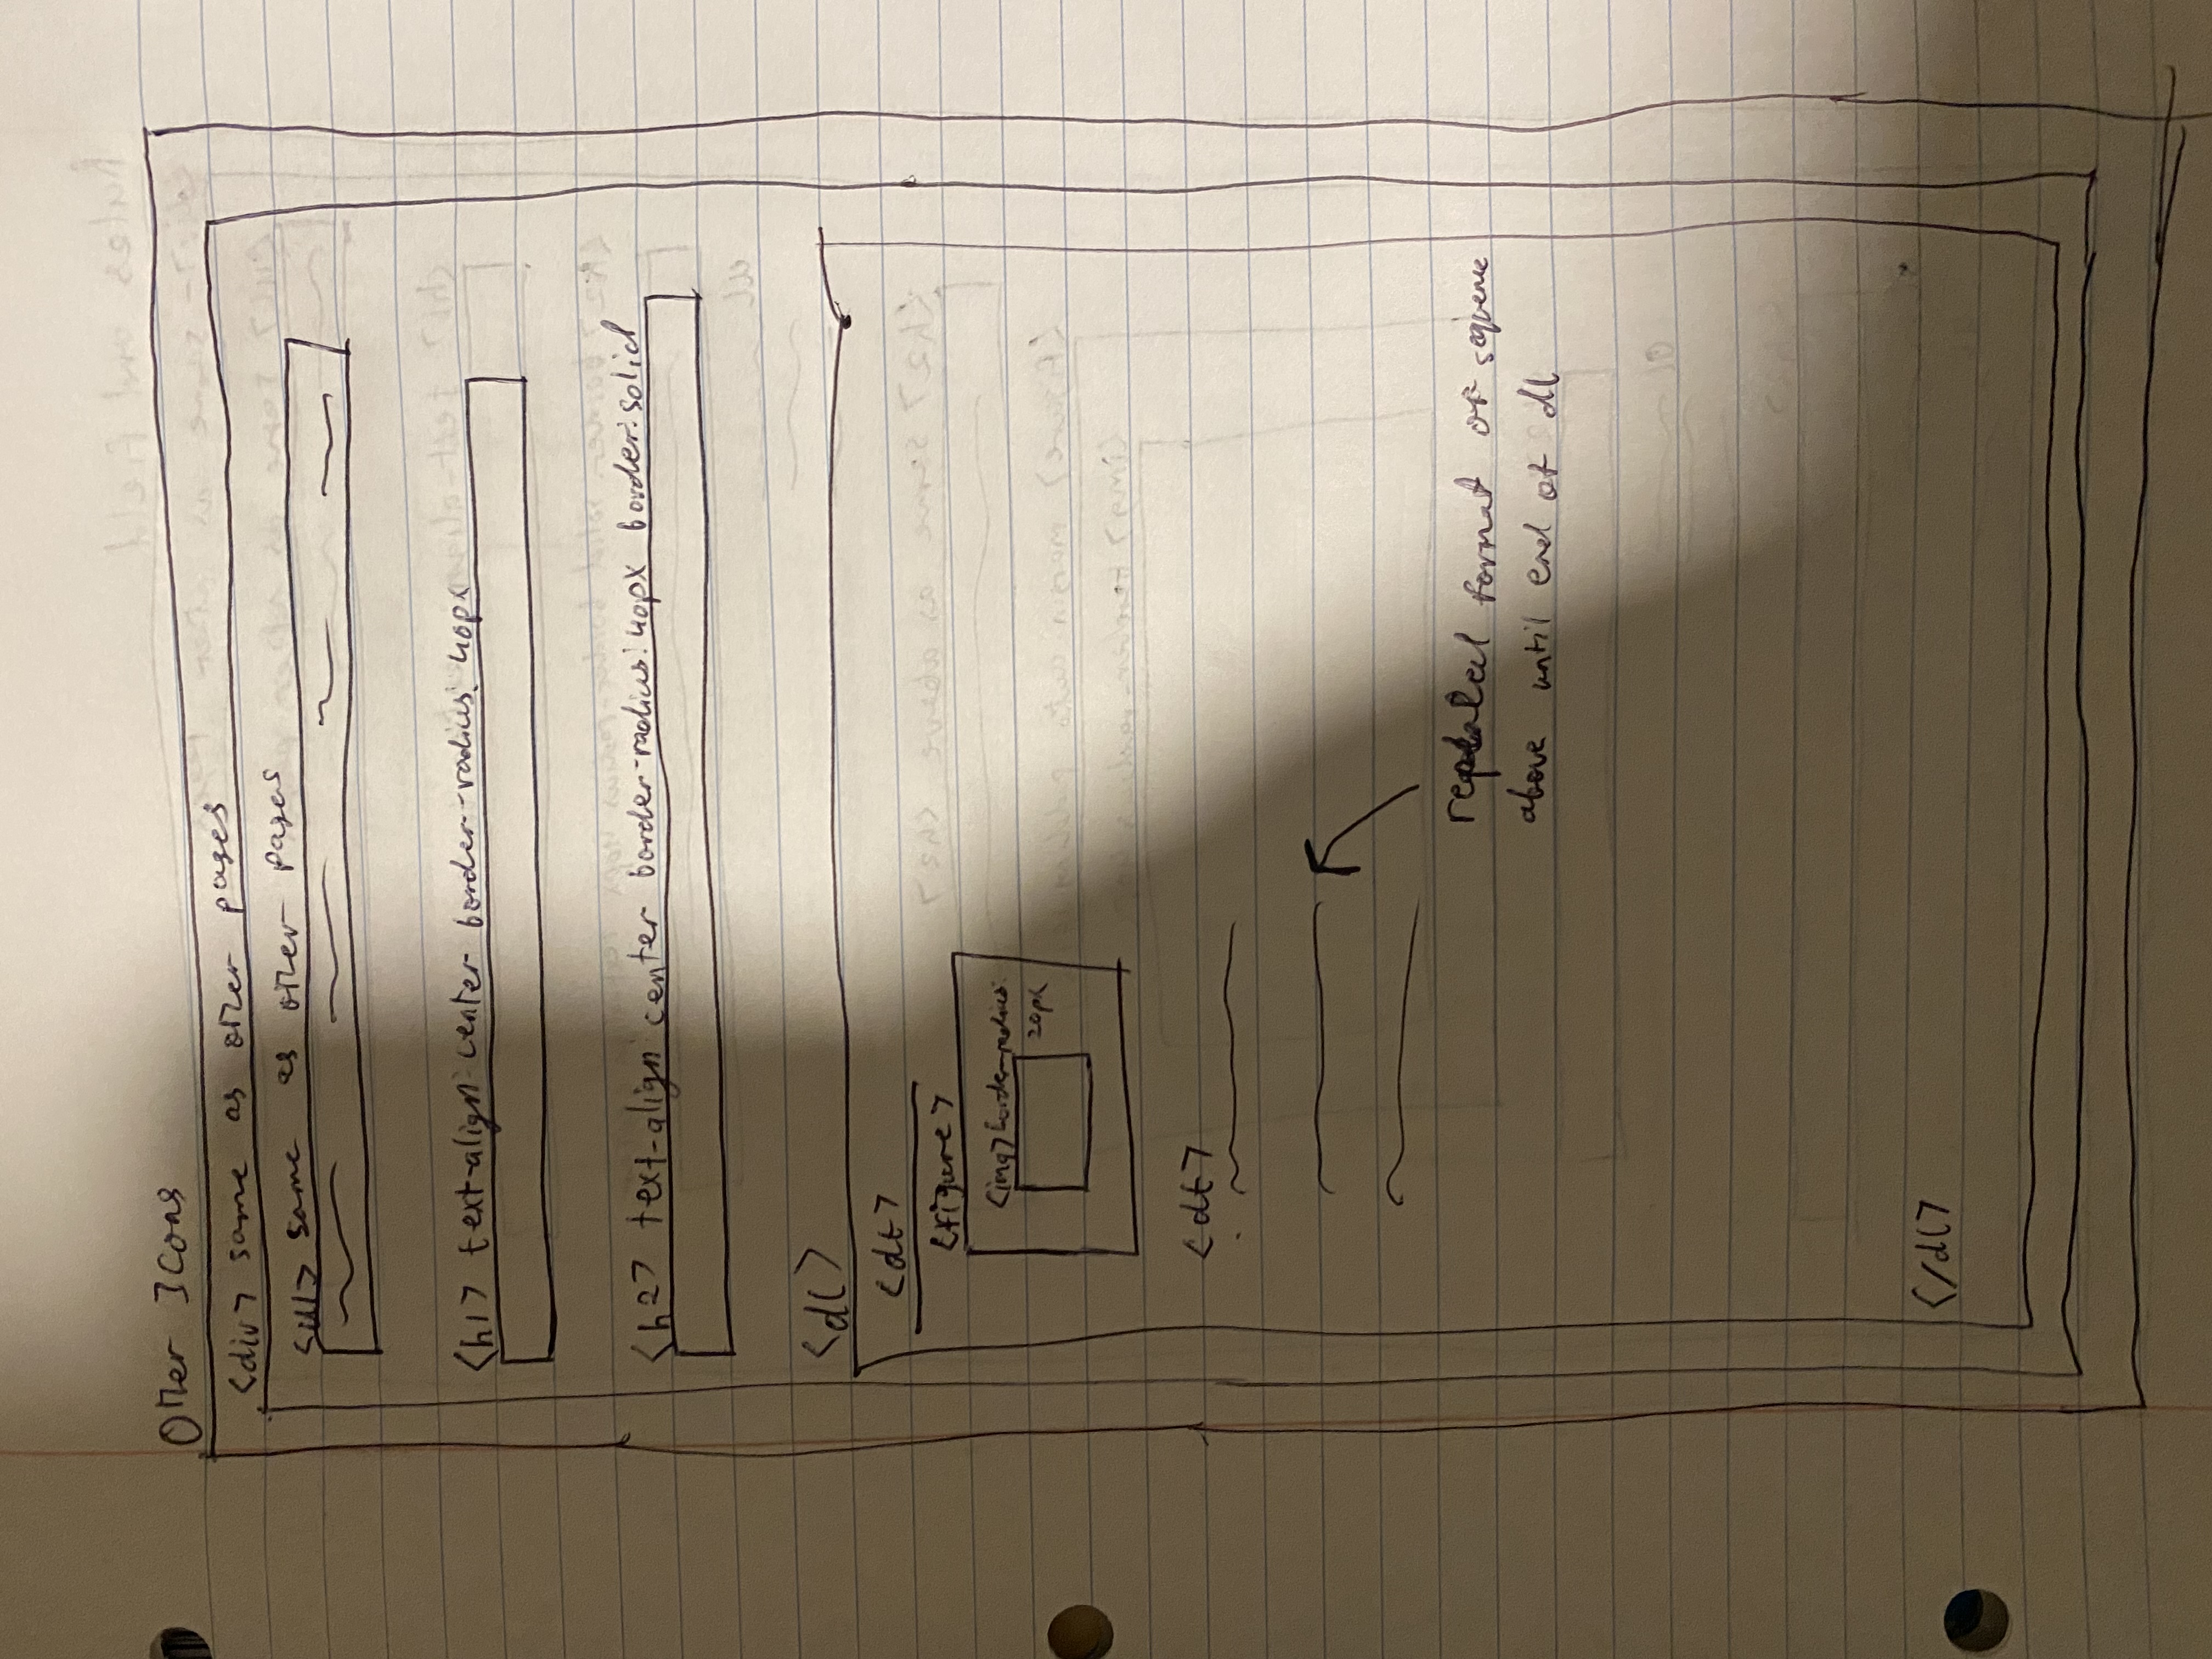 Other Icons
<div> same as other pages
<ul> same as other pages
<h1> text-align: center border-radius: 40px
<h2> text-align: center border-radius: 40px border: solid
<dl>
<dt>
<figure>
<img> border-radius:
20px
<dt>
repeated format of sequence
above until end of dl
</dl>